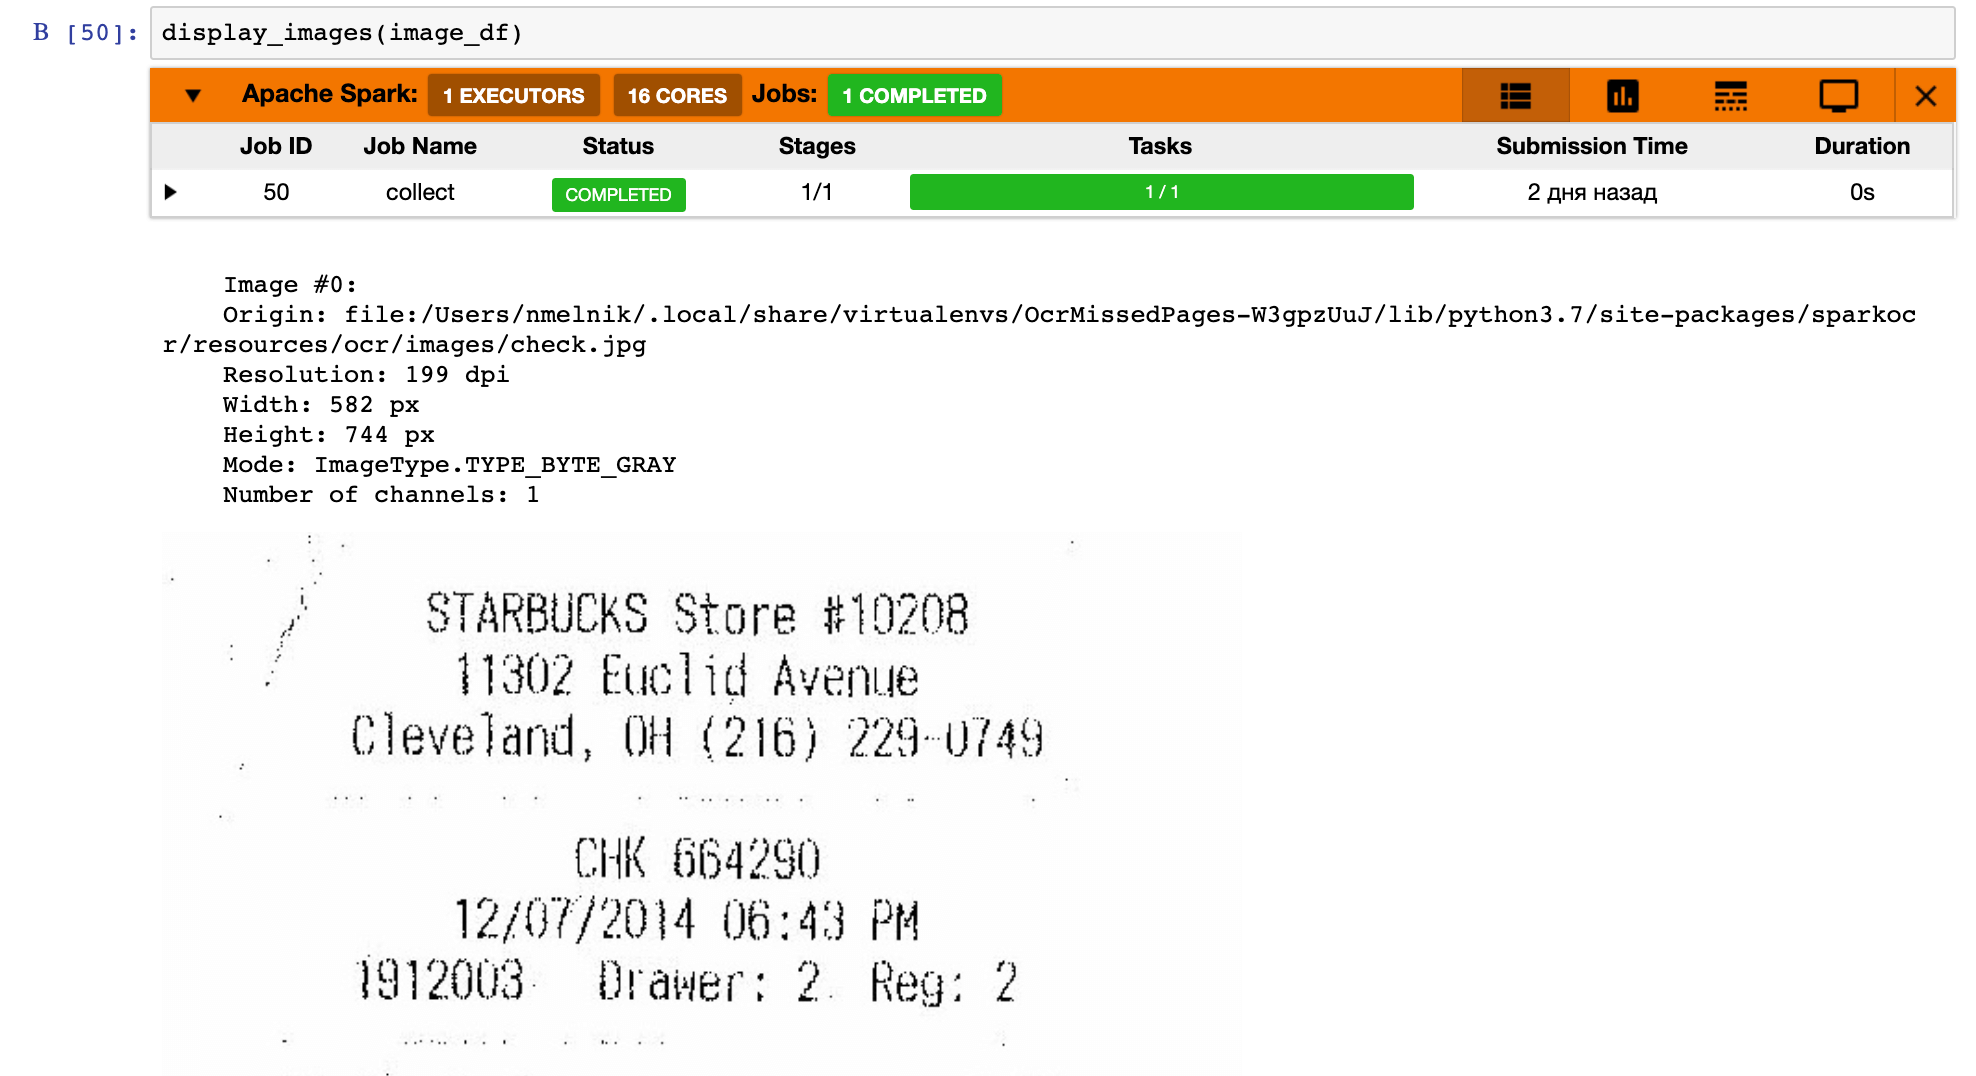 B [50]: display_images(image_df)
Apache Spark: 1 EXECUTORS 16 CORES Jobs: 1 COMPLETED
Job ID Job Name Status Stages Tasks Submission Time Duration
50 collect COMPLETED 1/1 1 / 1 2 дня назад 0s
Image #0:
Origin: file:/Users/nmelnik/.local/share/virtualenvs/OcrMissedPages-W3gpzUuJ/lib/python3.7/site-packages/sparkoc
r/resources/ocr/images/check.jpg
Resolution: 199 dpi
Width: 582 px
Height: 744 px
Mode: ImageType.TYPE_BYTE_GRAY
Number of channels: 1
STARBUCKS Store #10208
11302 Euclid Avenue
Cleveland, OH (216) 229-0749
CHK 664290
12/07/2014 06:43 PM
1912003 Drawer: 2 Reg: 2